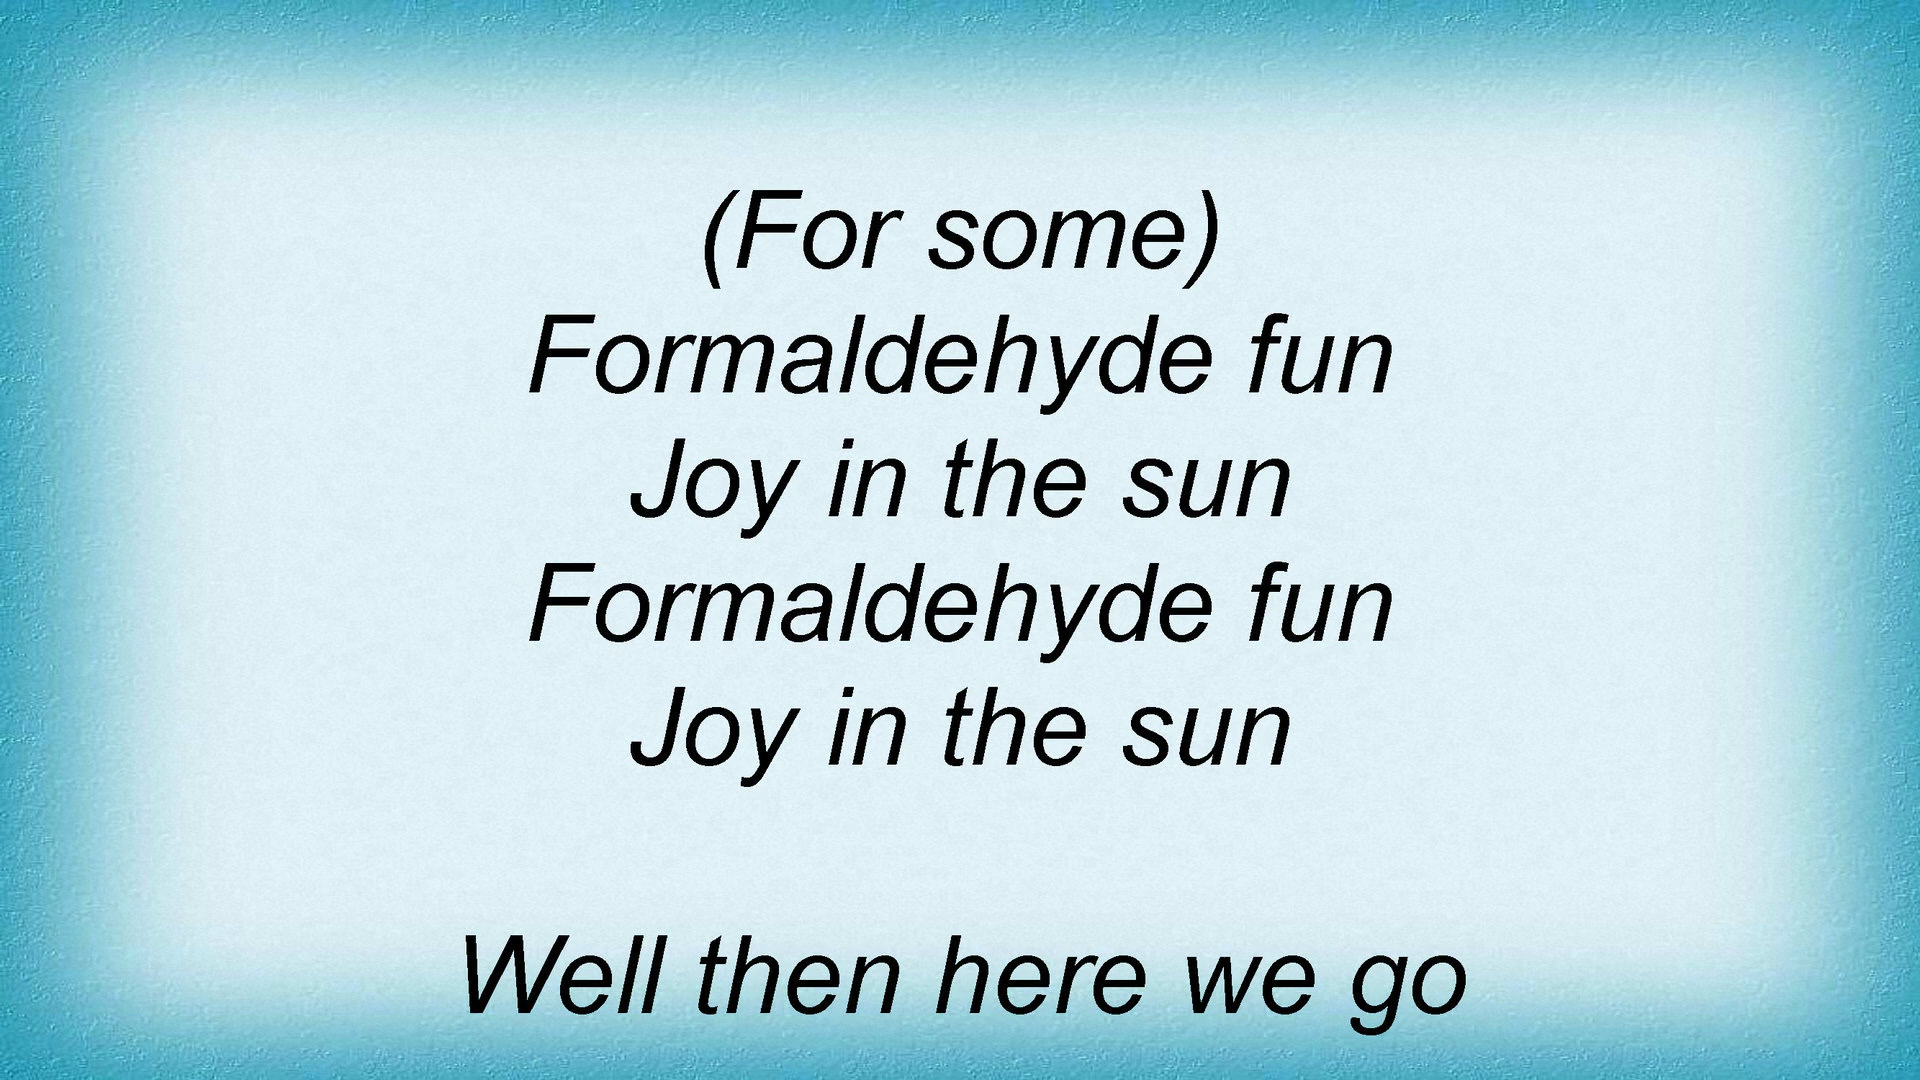 (For some)
Formaldehyde fun
Joy in the sun
Formaldehyde fun
Joy in the sun
Well then here we go